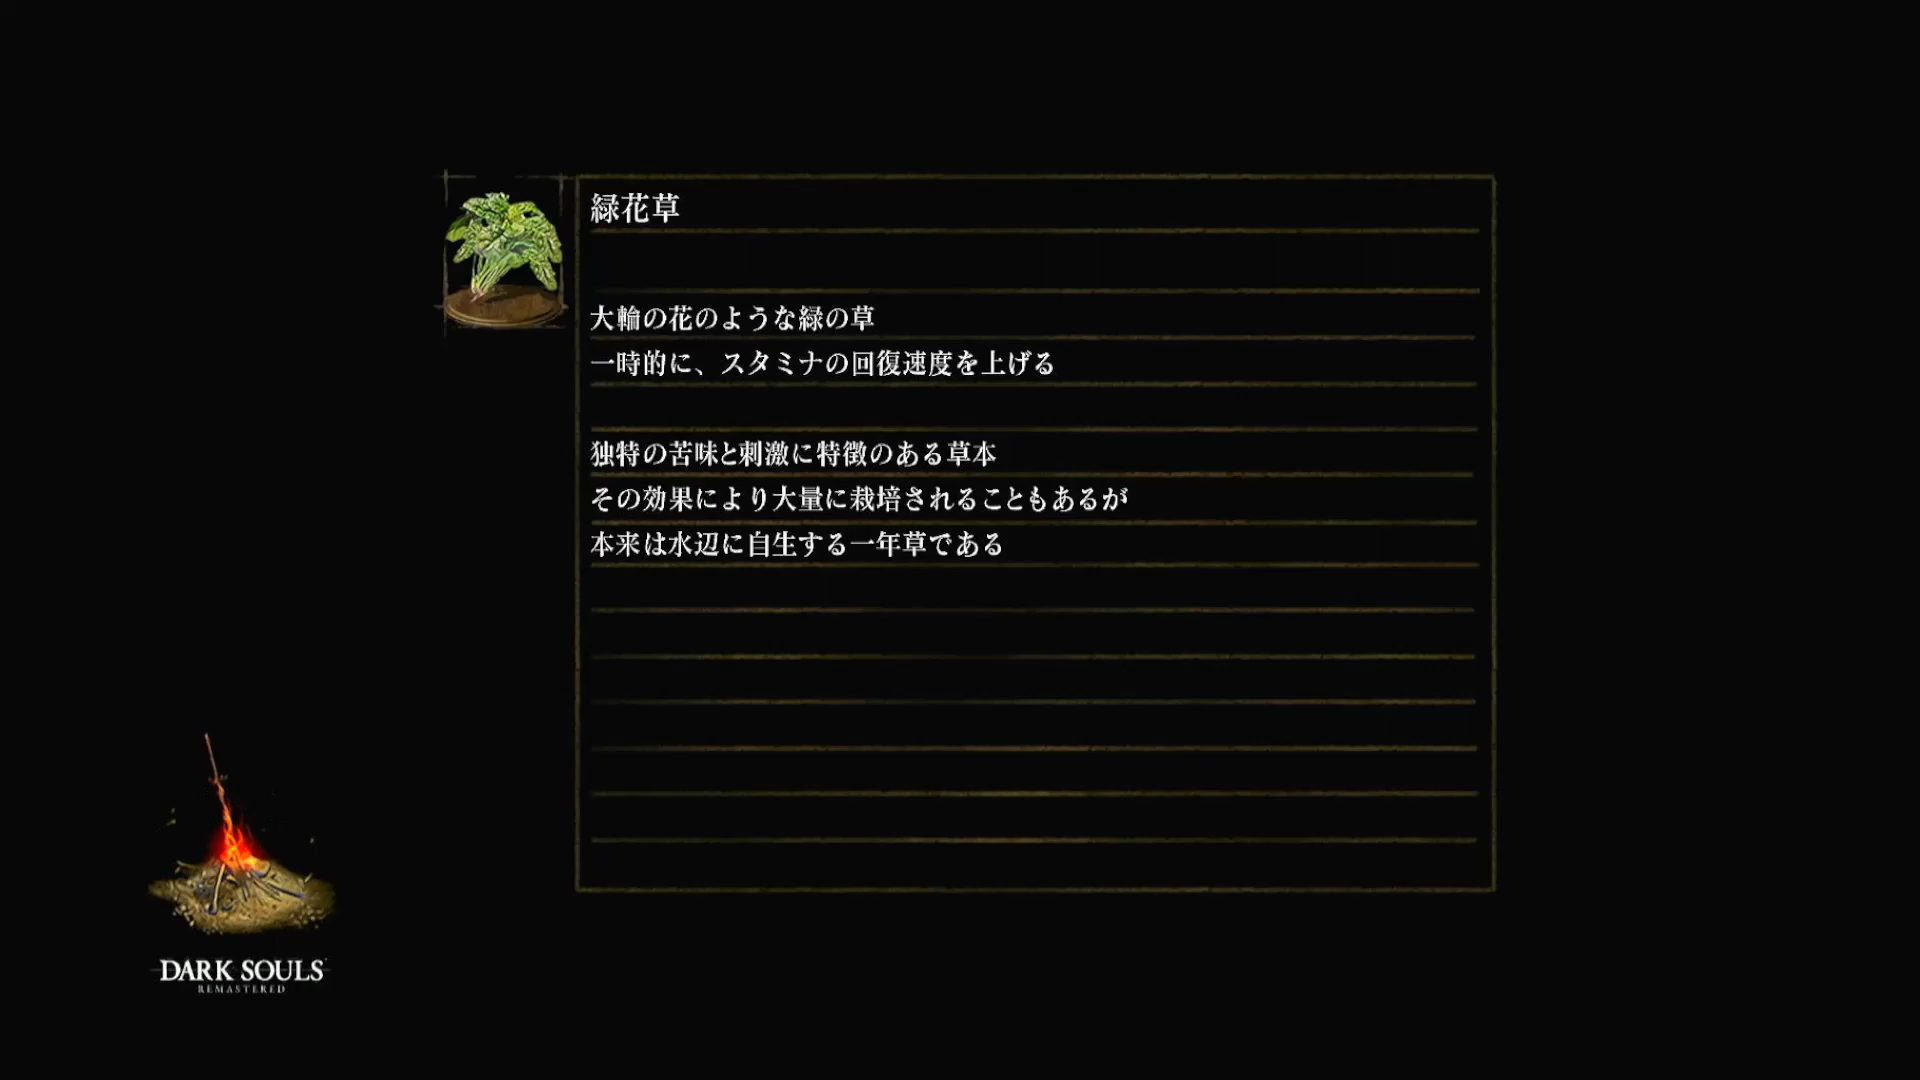 緑花草
大輪の花のような緑の草
一時的に、スタミナの回復速度を上げる
独特の苦味と刺激に特徴のある草本
その効果により大量に栽培されることもあるが
本来は水辺に自生する一年草である
DARK SOULS
REMASTERED